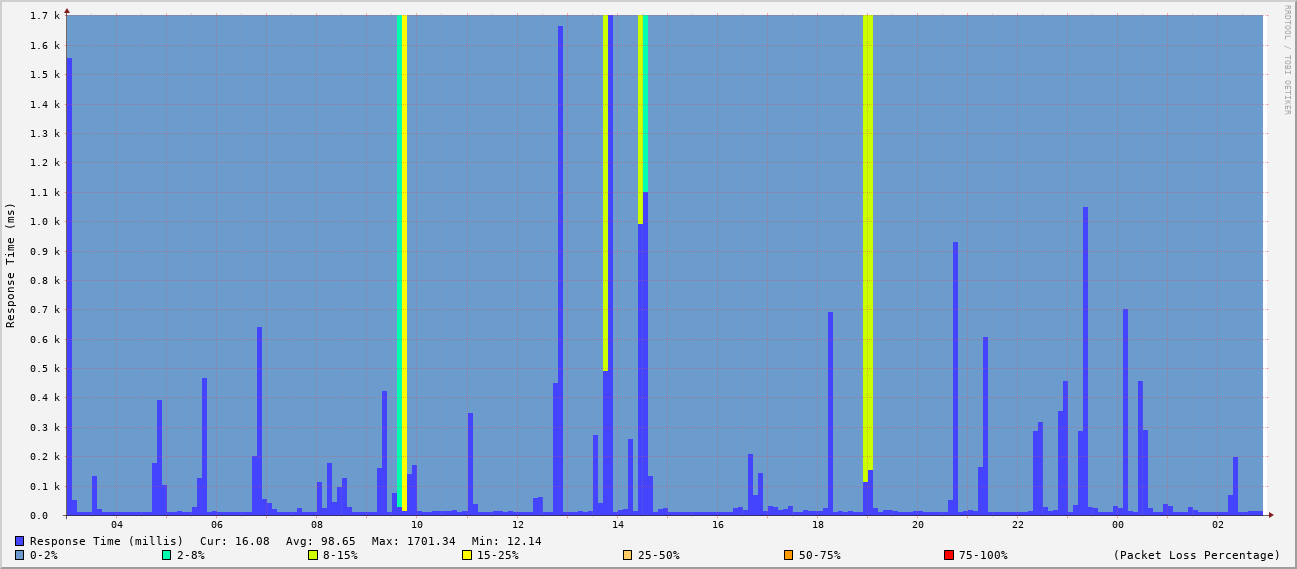 1.7 k
1.6 k
1.5 k
1.4 k
1.3 k
1.2 k
1.1 k
1.0 k
0.9 k
0.8 k
0.7 k
0.6 k
0.5 k
0.4 k
0.3 k
0.2 k
0.1 k
0.0
Response Time (ms)
RRDTOOL / TOBI OETIKER
04 06 08 10 12 14 16 18 20 22 00 02
Response Time (millis) Cur: 16.08 Avg: 98.65 Max: 1701.34 Min: 12.14
0-2% 2-8% 8-15% 15-25% 25-50% 50-75% 75-100% (Packet Loss Percentage)